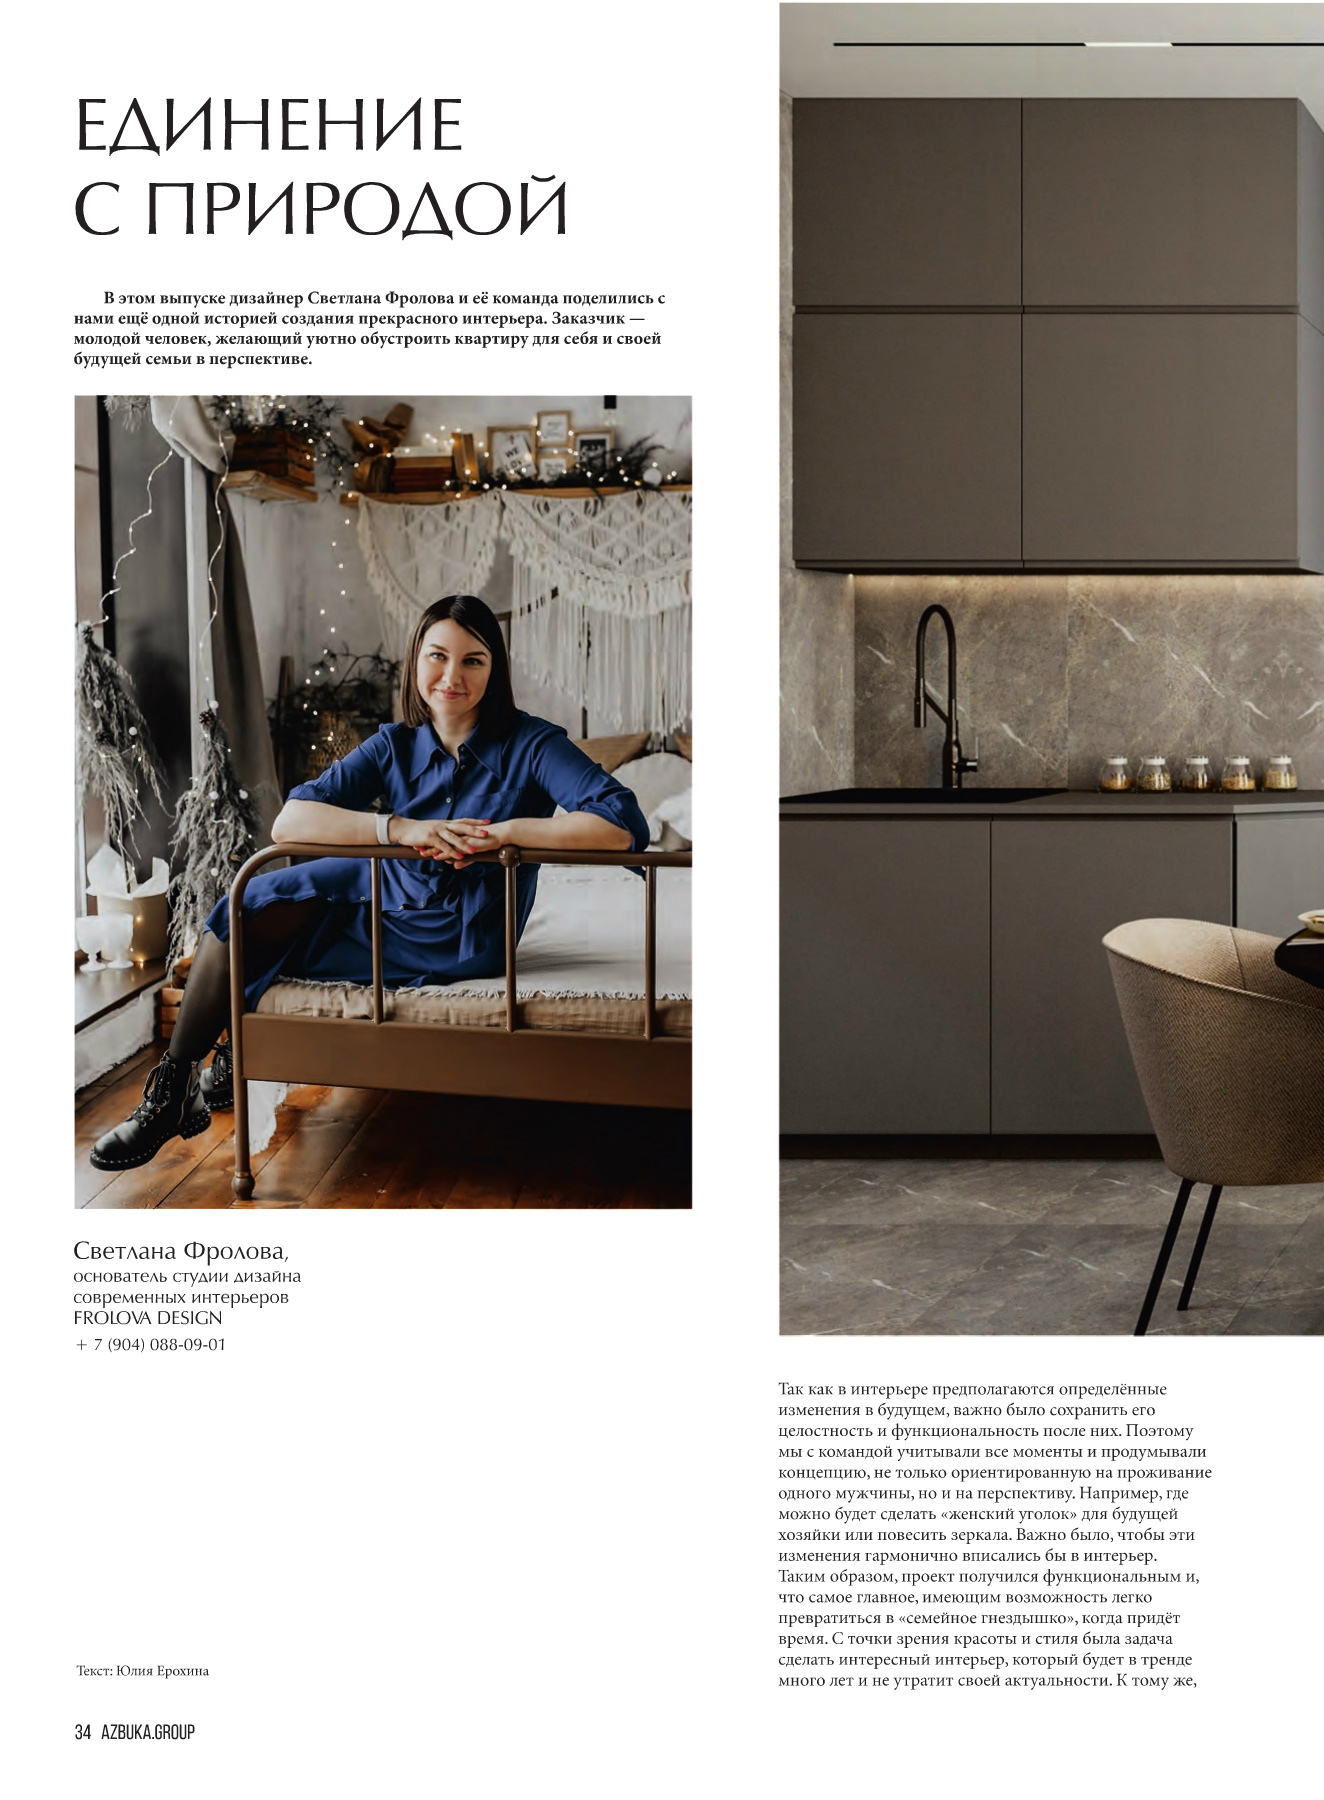 ЕДИНЕНИЕ
С ПРИРОДОЙ
В этом выпуске дизайнер Светлана Фролова и её команда поделились с
нами ещё одной историей создания прекрасного интерьера. Заказчик —
молодой человек, желающий уютно обустроить квартиру для себя и своей
будущей семьи в перспективе.
Светлана Фролова,
основатель студии дизайна
современных интерьеров
FROLOVA DESIGN
+ 7 (904) 088-09-01
Так как в интерьере предполагаются определённые
изменения в будущем, важно было сохранить его
целостность и функциональность после них. Поэтому
мы с командой учитывали все моменты и продумывали
концепцию, не только ориентированную на проживание
одного мужчины, но и на перспективу. Например, где
можно будет сделать «женский уголок» для будущей
хозяйки или повесить зеркала. Важно было, чтобы эти
изменения гармонично вписались бы в интерьер.
Таким образом, проект получился функциональным и,
что самое главное, имеющим возможность легко
превратиться в «семейное гнездышко», когда придёт
время. С точки зрения красоты и стиля была задача
сделать интересный интерьер, который будет в тренде
много лет и не утратит своей актуальности. К тому же,
Текст: Юлия Ерохина
34 AZBUKA.GROUP